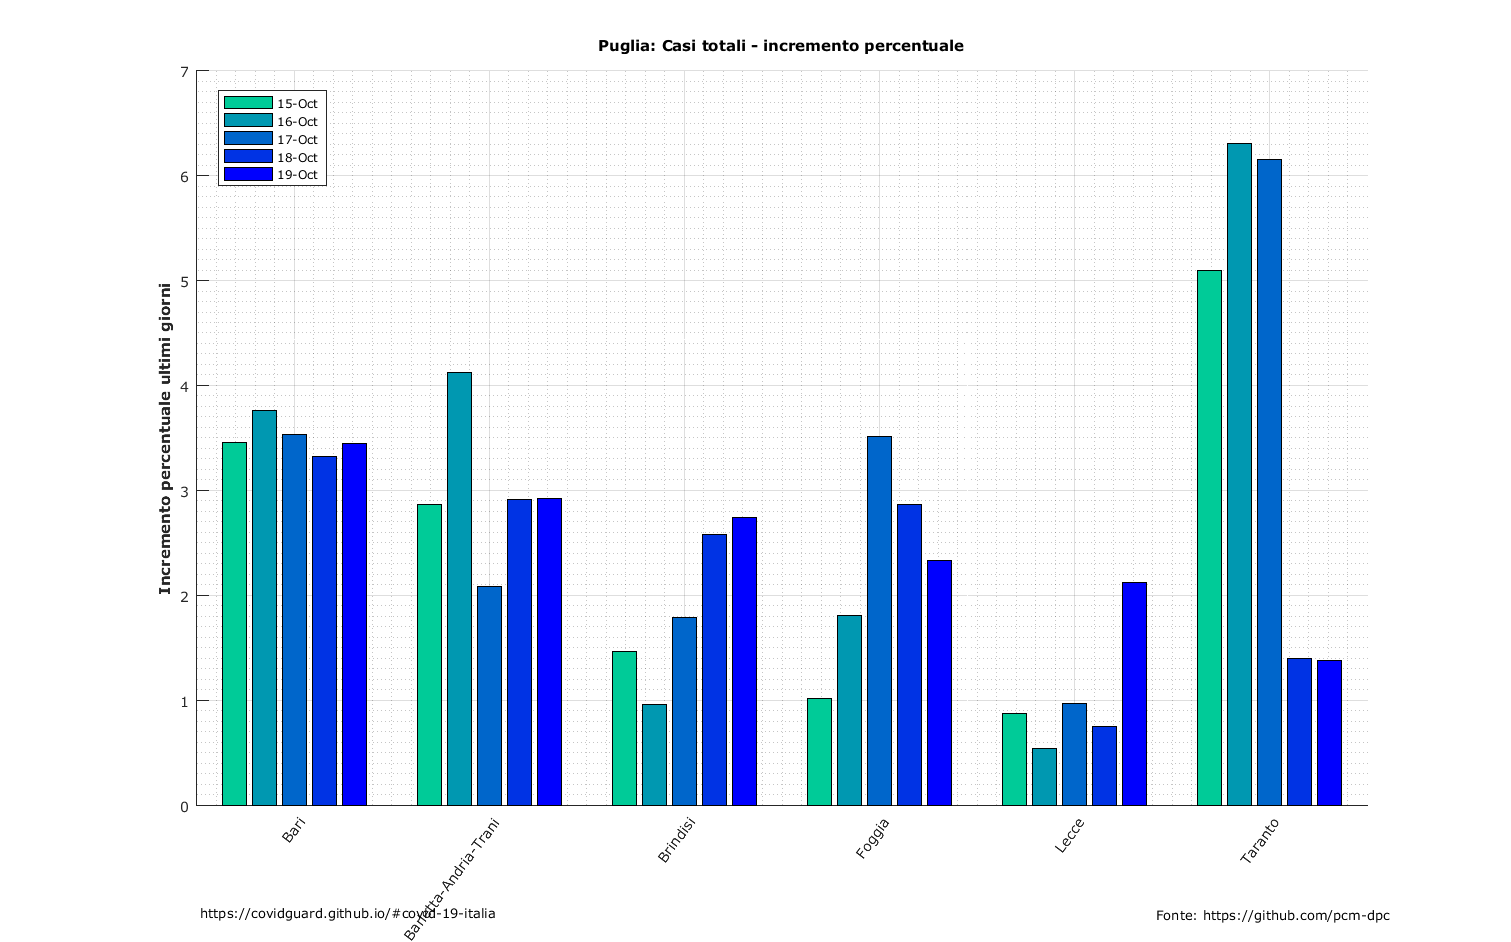 Puglia: Casi totali - incremento percentuale
7
6
5
4
3
2
1
0
Incremento percentuale ultimi giorni
15-Oct
16-Oct
17-Oct
18-Oct
19-Oct
Bari
Barletta-Andria-Trani
Brindisi
Foggia
Lecce
Taranto
https://covidguard.github.io/#covid-19-italia
Fonte: https://github.com/pcm-dpc